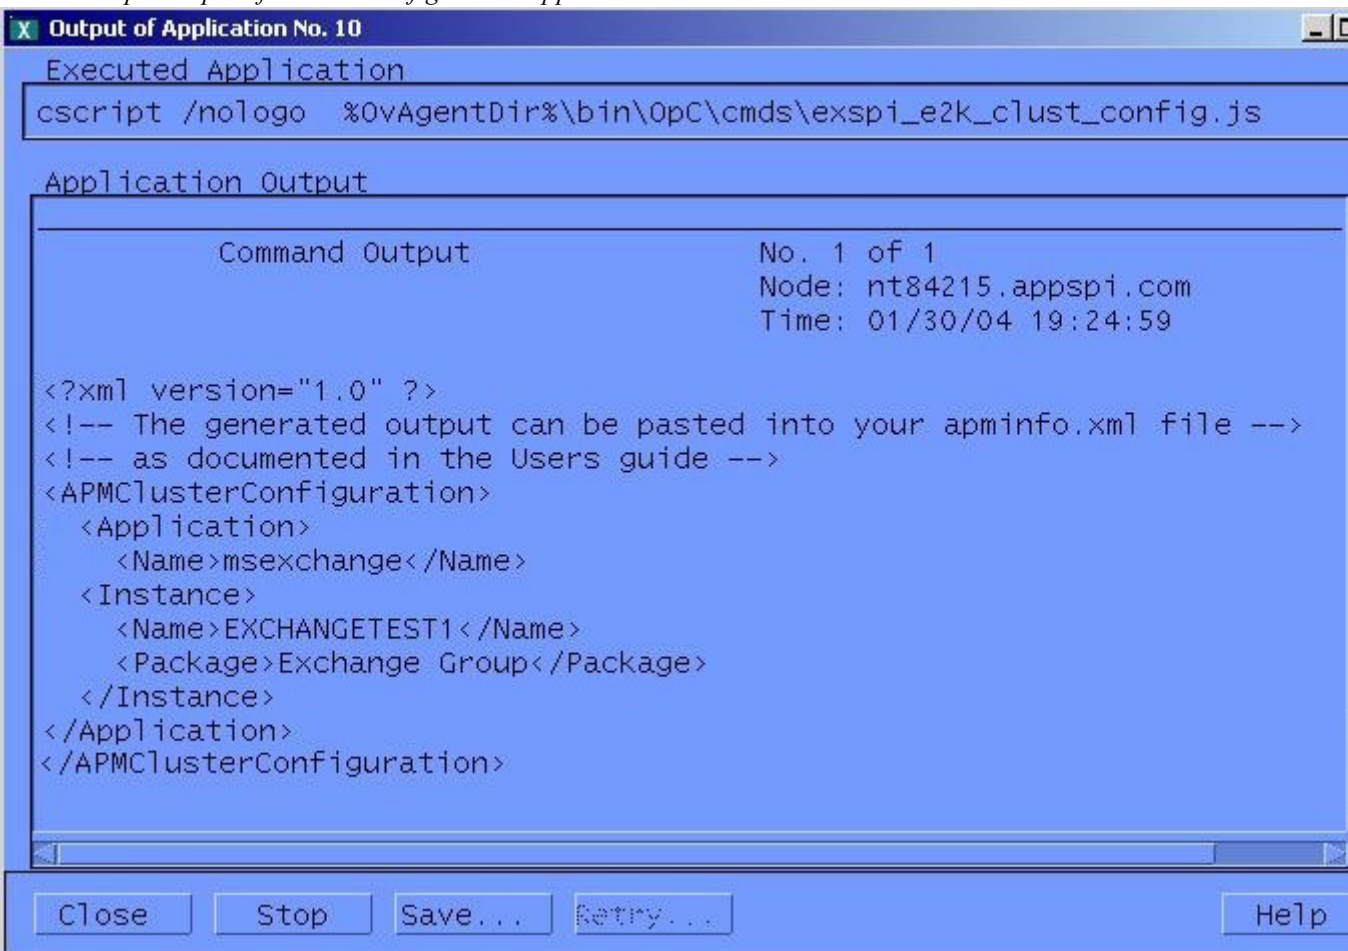 Output of Application No. 10
Executed Application
cscript /nologo  %OvAgentDir%\bin\OpC\cmds\exspi_e2k_clust_config.js
Application Output
Command Output No. 1 of 1
Node: nt84215.appspi.com
Time: 01/30/04 19:24:59
<?xml version="1.0" ?>
<!-- The generated output can be pasted into your apminfo.xml file -->
<!-- as documented in the Users guide -->
<APMClusterConfiguration>
  <Application>
    <Name>msexchange</Name>
  <Instance>
    <Name>EXCHANGETEST1</Name>
    <Package>Exchange Group</Package>
  </Instance>
</Application>
</APMClusterConfiguration>
Close Stop Save... Retry... Help